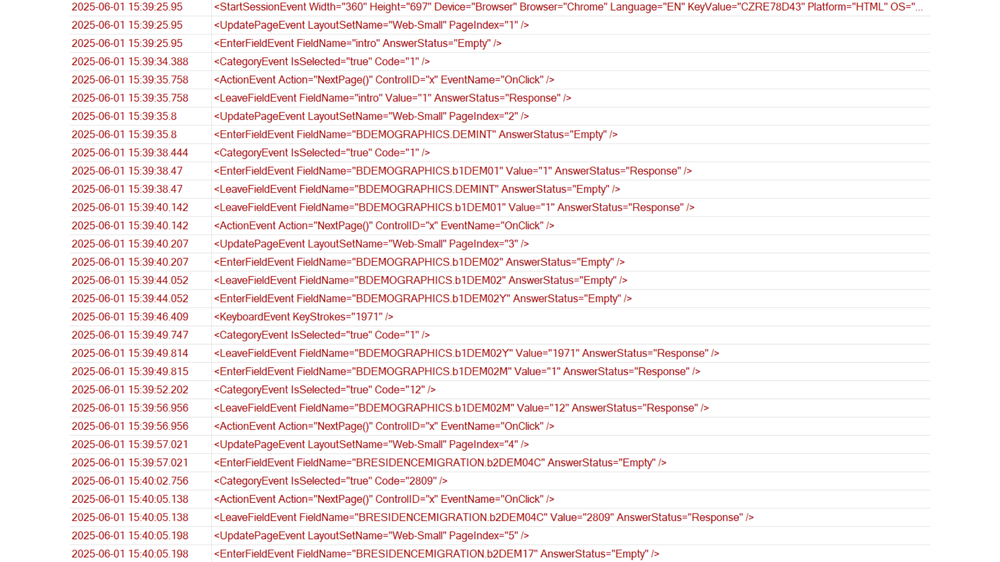 2025-06-01 15:39:25.95 <StartSessionEvent Width="360" Height="697" Device="Browser" Browser="Chrome" Language="EN" KeyValue="CZRE78D43" Platform="HTML" OS="...
2025-06-01 15:39:25.95 <UpdatePageEvent LayoutSetName="Web-Small" PageIndex="1" />
2025-06-01 15:39:25.95 <EnterFieldEvent FieldName="intro" AnswerStatus="Empty" />
2025-06-01 15:39:34.388 <CategoryEvent IsSelected="true" Code="1" />
2025-06-01 15:39:35.758 <ActionEvent Action="NextPage()" ControlID="x" EventName="OnClick" />
2025-06-01 15:39:35.758 <LeaveFieldEvent FieldName="intro" Value="1" AnswerStatus="Response" />
2025-06-01 15:39:35.8 <UpdatePageEvent LayoutSetName="Web-Small" PageIndex="2" />
2025-06-01 15:39:35.8 <EnterFieldEvent FieldName="BDEMOGRAPHICS.DEMINT" AnswerStatus="Empty" />
2025-06-01 15:39:38.444 <CategoryEvent IsSelected="true" Code="1" />
2025-06-01 15:39:38.47 <EnterFieldEvent FieldName="BDEMOGRAPHICS.b1DEM01" Value="1" AnswerStatus="Response" />
2025-06-01 15:39:38.47 <LeaveFieldEvent FieldName="BDEMOGRAPHICS.DEMINT" AnswerStatus="Empty" />
2025-06-01 15:39:40.142 <LeaveFieldEvent FieldName="BDEMOGRAPHICS.b1DEM01" Value="1" AnswerStatus="Response" />
2025-06-01 15:39:40.142 <ActionEvent Action="NextPage()" ControlID="x" EventName="OnClick" />
2025-06-01 15:39:40.207 <UpdatePageEvent LayoutSetName="Web-Small" PageIndex="3" />
2025-06-01 15:39:40.207 <EnterFieldEvent FieldName="BDEMOGRAPHICS.b1DEM02" AnswerStatus="Empty" />
2025-06-01 15:39:44.052 <LeaveFieldEvent FieldName="BDEMOGRAPHICS.b1DEM02" AnswerStatus="Empty" />
2025-06-01 15:39:44.052 <EnterFieldEvent FieldName="BDEMOGRAPHICS.b1DEM02Y" AnswerStatus="Empty" />
2025-06-01 15:39:46.409 <KeyboardEvent KeyStrokes="1971" />
2025-06-01 15:39:49.747 <CategoryEvent IsSelected="true" Code="1" />
2025-06-01 15:39:49.814 <LeaveFieldEvent FieldName="BDEMOGRAPHICS.b1DEM02Y" Value="1971" AnswerStatus="Response" />
2025-06-01 15:39:49.815 <EnterFieldEvent FieldName="BDEMOGRAPHICS.b1DEM02M" Value="1" AnswerStatus="Response" />
2025-06-01 15:39:52.202 <CategoryEvent IsSelected="true" Code="12" />
2025-06-01 15:39:56.956 <LeaveFieldEvent FieldName="BDEMOGRAPHICS.b1DEM02M" Value="12" AnswerStatus="Response" />
2025-06-01 15:39:56.956 <ActionEvent Action="NextPage()" ControlID="x" EventName="OnClick" />
2025-06-01 15:39:57.021 <UpdatePageEvent LayoutSetName="Web-Small" PageIndex="4" />
2025-06-01 15:39:57.021 <EnterFieldEvent FieldName="BRESIDENCEMIGRATION.b2DEM04C" AnswerStatus="Empty" />
2025-06-01 15:40:02.756 <CategoryEvent IsSelected="true" Code="2809" />
2025-06-01 15:40:05.138 <ActionEvent Action="NextPage()" ControlID="x" EventName="OnClick" />
2025-06-01 15:40:05.138 <LeaveFieldEvent FieldName="BRESIDENCEMIGRATION.b2DEM04C" Value="2809" AnswerStatus="Response" />
2025-06-01 15:40:05.198 <UpdatePageEvent LayoutSetName="Web-Small" PageIndex="5" />
2025-06-01 15:40:05.198 <EnterFieldEvent FieldName="BRESIDENCEMIGRATION.b2DEM17" AnswerStatus="Empty" />